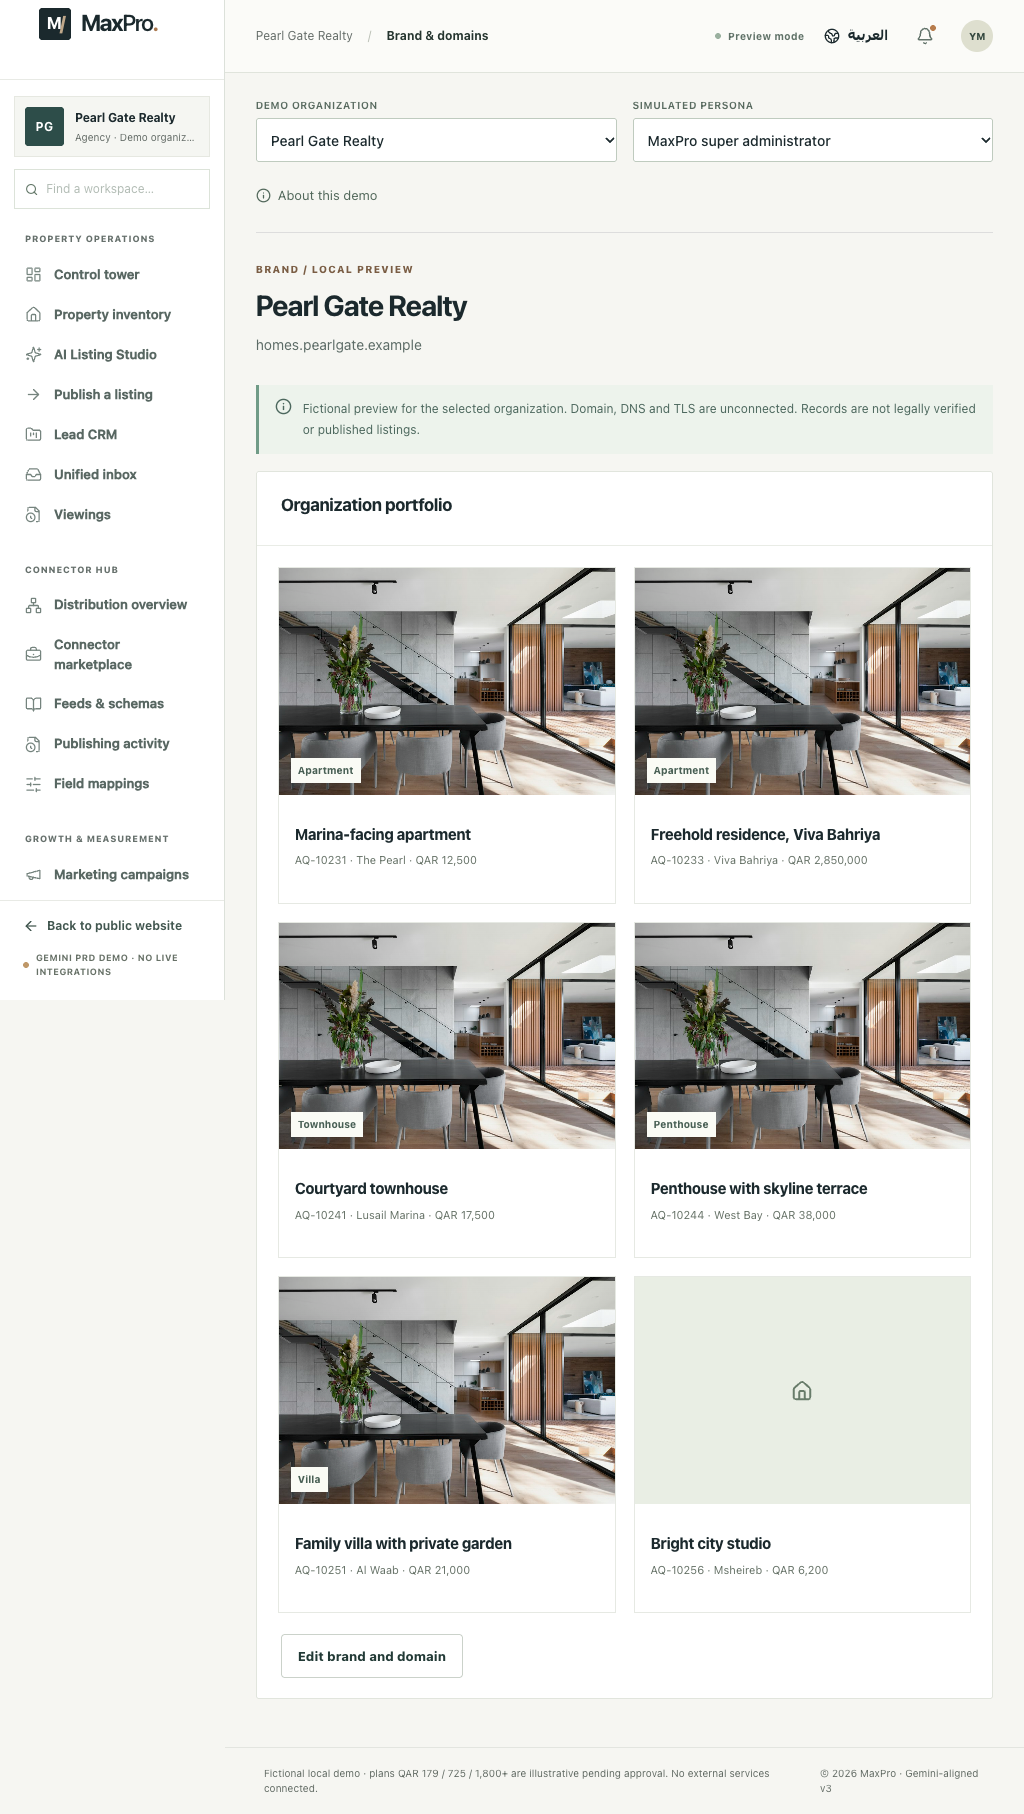 M/ MaxPro.
Pearl Gate Realty / Brand & domains
Preview mode
العربية
YM
PG
Pearl Gate Realty
Agency · Demo organiz...
Find a workspace...
PROPERTY OPERATIONS
Control tower
Property inventory
AI Listing Studio
Publish a listing
Lead CRM
Unified inbox
Viewings
CONNECTOR HUB
Distribution overview
Connector
marketplace
Feeds & schemas
Publishing activity
Field mappings
GROWTH & MEASUREMENT
Marketing campaigns
Back to public website
GEMINI PRD DEMO · NO LIVE
INTEGRATIONS
DEMO ORGANIZATION
Pearl Gate Realty
SIMULATED PERSONA
MaxPro super administrator
About this demo
BRAND / LOCAL PREVIEW
Pearl Gate Realty
homes.pearlgate.example
Fictional preview for the selected organization. Domain, DNS and TLS are unconnected. Records are not legally verified
or published listings.
Organization portfolio
Apartment
Marina-facing apartment
AQ-10231 · The Pearl · QAR 12,500
Apartment
Freehold residence, Viva Bahriya
AQ-10233 · Viva Bahriya · QAR 2,850,000
Townhouse
Courtyard townhouse
AQ-10241 · Lusail Marina · QAR 17,500
Penthouse
Penthouse with skyline terrace
AQ-10244 · West Bay · QAR 38,000
Villa
Family villa with private garden
AQ-10251 · Al Waab · QAR 21,000
Bright city studio
AQ-10256 · Msheireb · QAR 6,200
Edit brand and domain
Fictional local demo · plans QAR 179 / 725 / 1,800+ are illustrative pending approval. No external services
connected.
© 2026 MaxPro · Gemini-aligned
v3